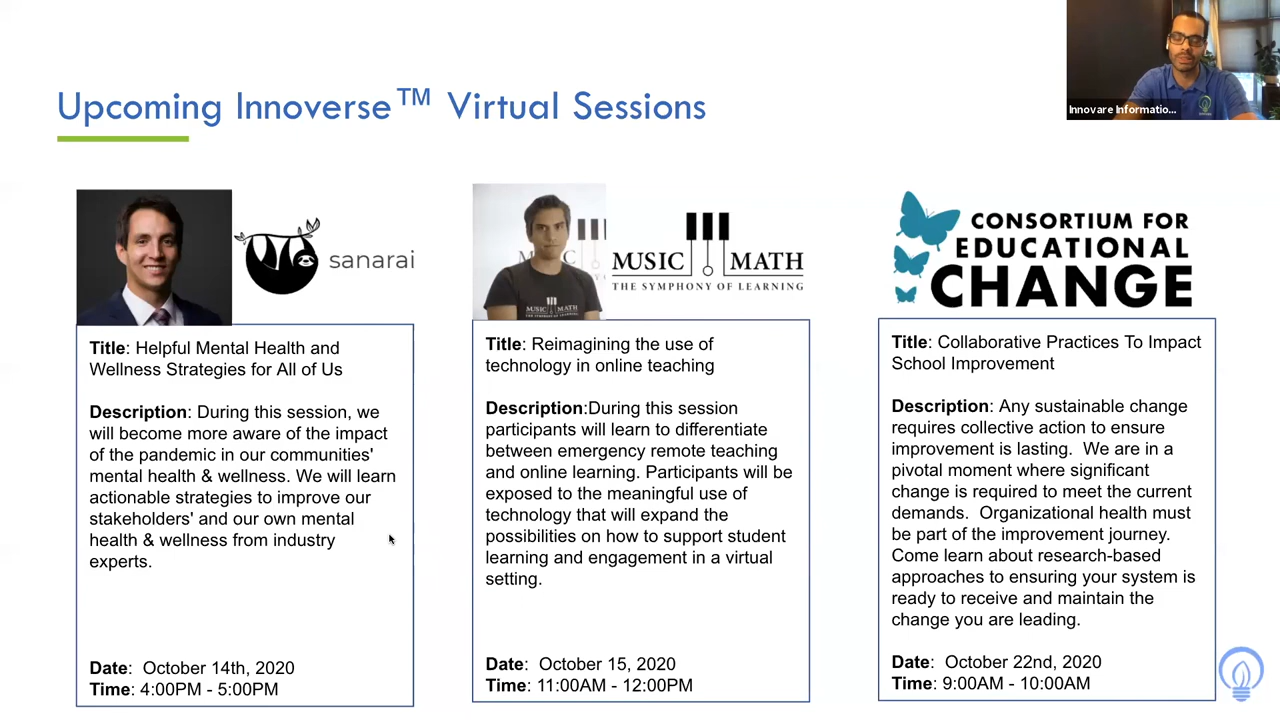 Upcoming Innoverse™ Virtual Sessions
Innovare Informatio...
sanarai
MUSIC MATH
THE SYMPHONY OF LEARNING
MUSIC MATH
CONSORTIUM FOR
EDUCATIONAL
CHANGE
Title: Helpful Mental Health and
Wellness Strategies for All of Us
Description: During this session, we
will become more aware of the impact
of the pandemic in our communities'
mental health & wellness. We will learn
actionable strategies to improve our
stakeholders' and our own mental
health & wellness from industry
experts.
Date: October 14th, 2020
Time: 4:00PM - 5:00PM
Title: Reimagining the use of
technology in online teaching
Description:During this session
participants will learn to differentiate
between emergency remote teaching
and online learning. Participants will be
exposed to the meaningful use of
technology that will expand the
possibilities on how to support student
learning and engagement in a virtual
setting.
Date: October 15, 2020
Time: 11:00AM - 12:00PM
Title: Collaborative Practices To Impact
School Improvement
Description: Any sustainable change
requires collective action to ensure
improvement is lasting. We are in a
pivotal moment where significant
change is required to meet the current
demands. Organizational health must
be part of the improvement journey.
Come learn about research-based
approaches to ensuring your system is
ready to receive and maintain the
change you are leading.
Date: October 22nd, 2020
Time: 9:00AM - 10:00AM